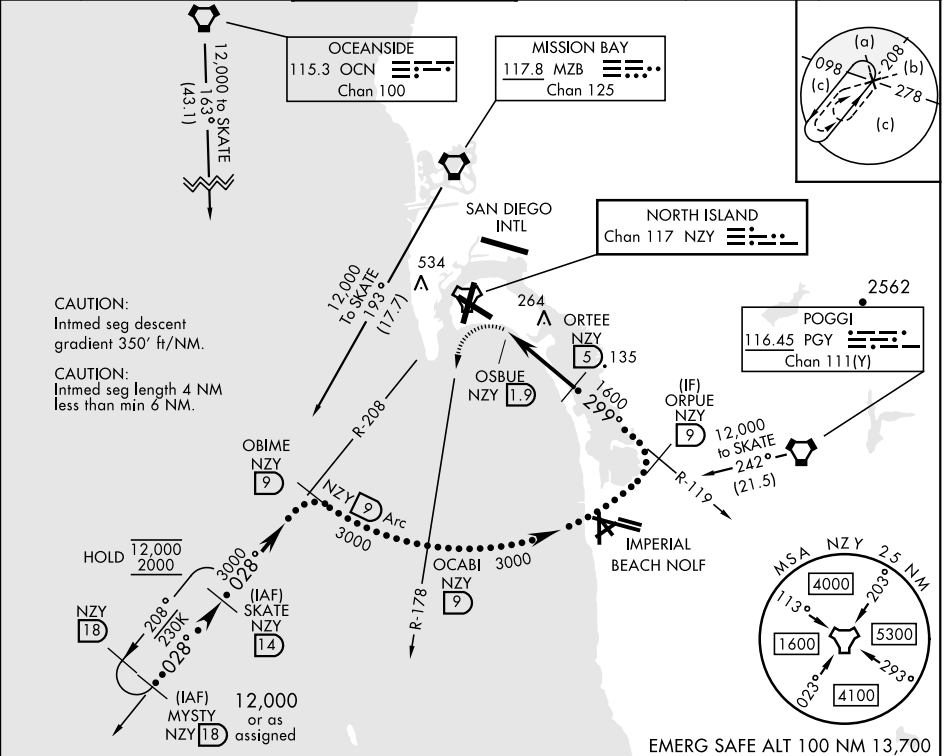 OCEANSIDE
115.3 OCN
Chan 100
MISSION BAY
117.8 MZB
Chan 125
(a)
208
098
(b)
(c)
278
(c)
12,000 to SKATE
163°
(43.1)
SAN DIEGO
INTL
NORTH ISLAND
Chan 117 NZY
534
12,000
To SKATE
193°
(17.7)
264
2562
CAUTION:
Intmed seg descent
gradient 350' ft/NM.
CAUTION:
Intmed seg length 4 NM
less than min 6 NM.
ORTEE
NZY
5
135
POGGI
116.45 PGY
Chan 111(Y)
OSBUE
NZY 1.9
1600
299°
(IF)
ORPUE
NZY
9
12,000
to SKATE
242°
(21.5)
R-208
R-119
OBIME
NZY
9
NZY 9 Arc
3000
IMPERIAL
BEACH NOLF
HOLD 12,000
2000
3000
028°
OCABI
NZY
9
3000
R-178
208°
230K
(IAF)
SKATE
NZY
14
NZY
18
028°
(IAF)
MYSTY
NZY 18
12,000
or as
assigned
MSA NZY 25 NM
4000
113°
203°
1600
5300
023°
293°
4100
EMERG SAFE ALT 100 NM 13,700